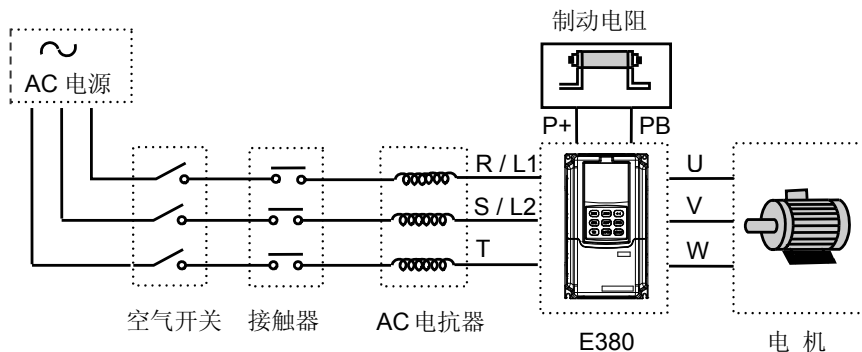 制动电阻
AC 电源
P+ PB
R / L1
U
S / L2
V
T
W
空气开关
接触器
AC 电抗器
E380
电 机